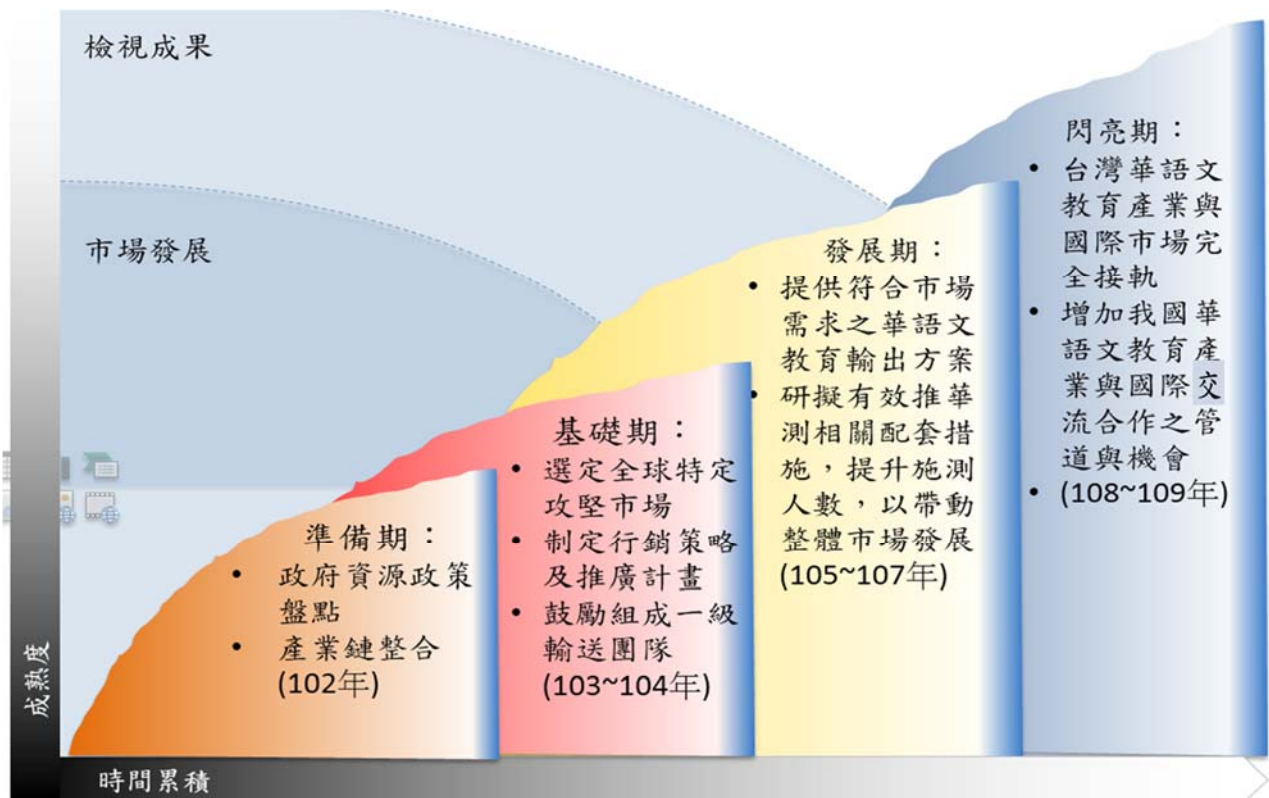 檢視成果
市場發展
準備期：
• 政府資源政策
盤點
• 產業鏈整合
(102年)
基礎期：
• 選定全球特定
攻堅市場
• 制定行銷策略
及推廣計畫
• 鼓勵組成一級
輸送團隊
(103~104年)
發展期：
• 提供符合市場
需求之華語文
教育輸出方案
• 研擬有效推華
測相關配套措
施，提升施測
人數，以帶動
整體市場發展
(105~107年)
閃亮期：
• 台灣華語文
教育產業與
國際市場完
全接軌
• 增加我國華
語文教育產
業與國際交
流合作之管
道與機會
• (108~109年)
成熟度
時間累積